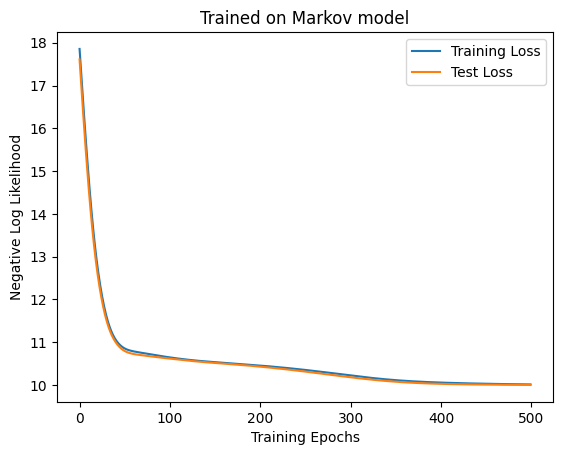 Trained on Markov model
Training Loss
Test Loss
Negative Log Likelihood
18
17
16
15
14
13
12
11
10
0 100 200 300 400 500
Training Epochs